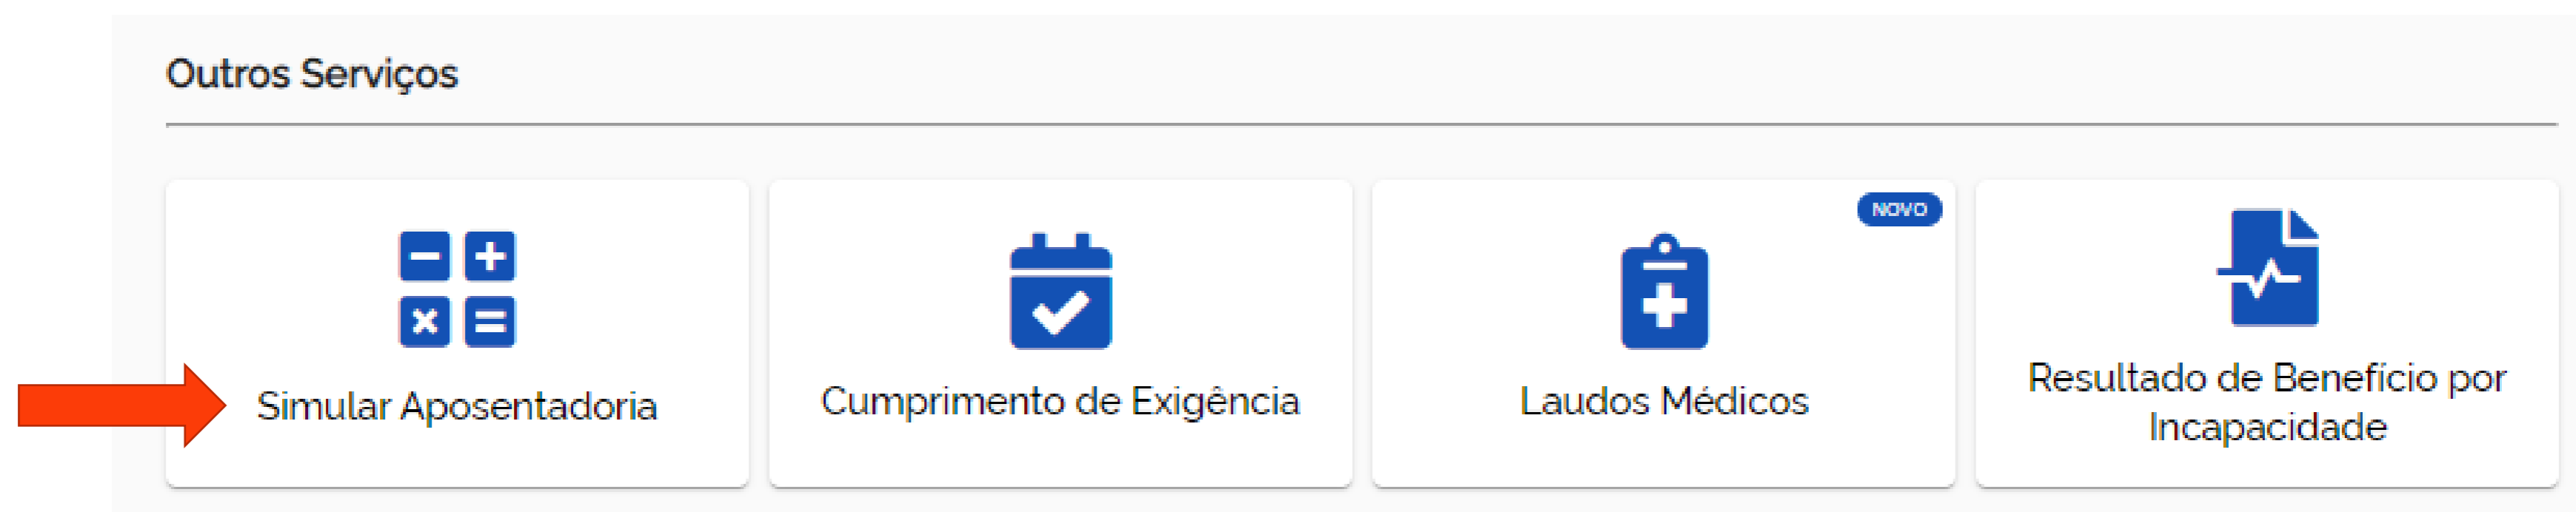 Outros Serviços
NOVO
Simular Aposentadoria
Cumprimento de Exigência
Laudos Médicos
Resultado de Benefício por
Incapacidade